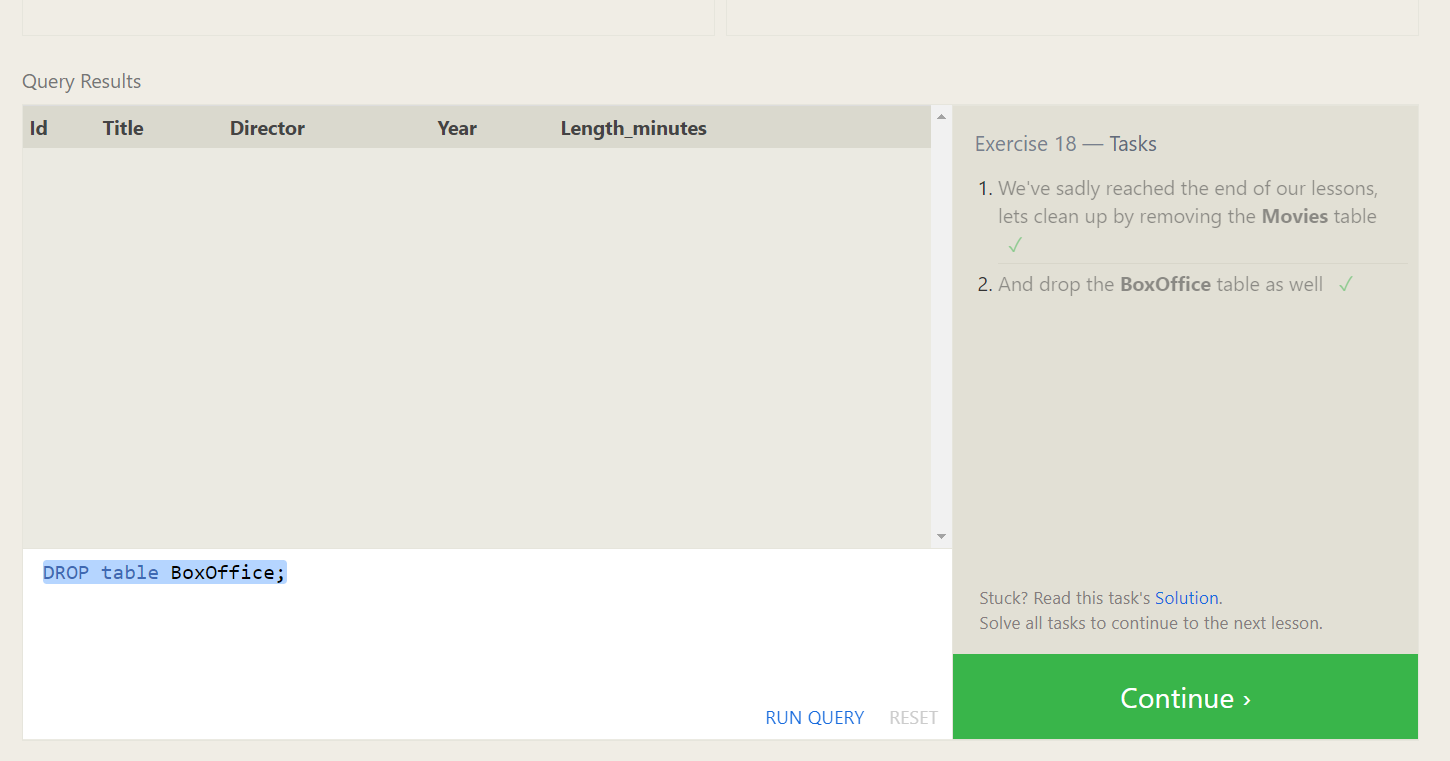 Query Results
Id Title Director Year Length_minutes
Exercise 18 — Tasks
1. We've sadly reached the end of our lessons,
lets clean up by removing the Movies table
✓
2. And drop the BoxOffice table as well ✓
DROP table BoxOffice;
Stuck? Read this task's Solution.
Solve all tasks to continue to the next lesson.
RUN QUERY RESET
Continue ›